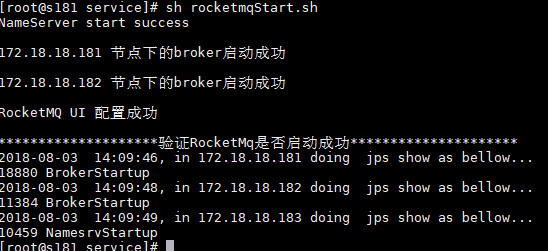 [root@s181 service]# sh rocketmqStart.sh
NameServer start success
172.18.18.181 节点下的broker启动成功
172.18.18.182 节点下的broker启动成功
RocketMQ UI 配置成功
********************验证RocketMq是否启动成功*********************
2018-08-03  14:09:46, in 172.18.18.181 doing  jps show as bellow...
18880 BrokerStartup
2018-08-03  14:09:48, in 172.18.18.182 doing  jps show as bellow...
11384 BrokerStartup
2018-08-03  14:09:49, in 172.18.18.183 doing  jps show as bellow...
10459 NamesrvStartup
[root@s181 service]#